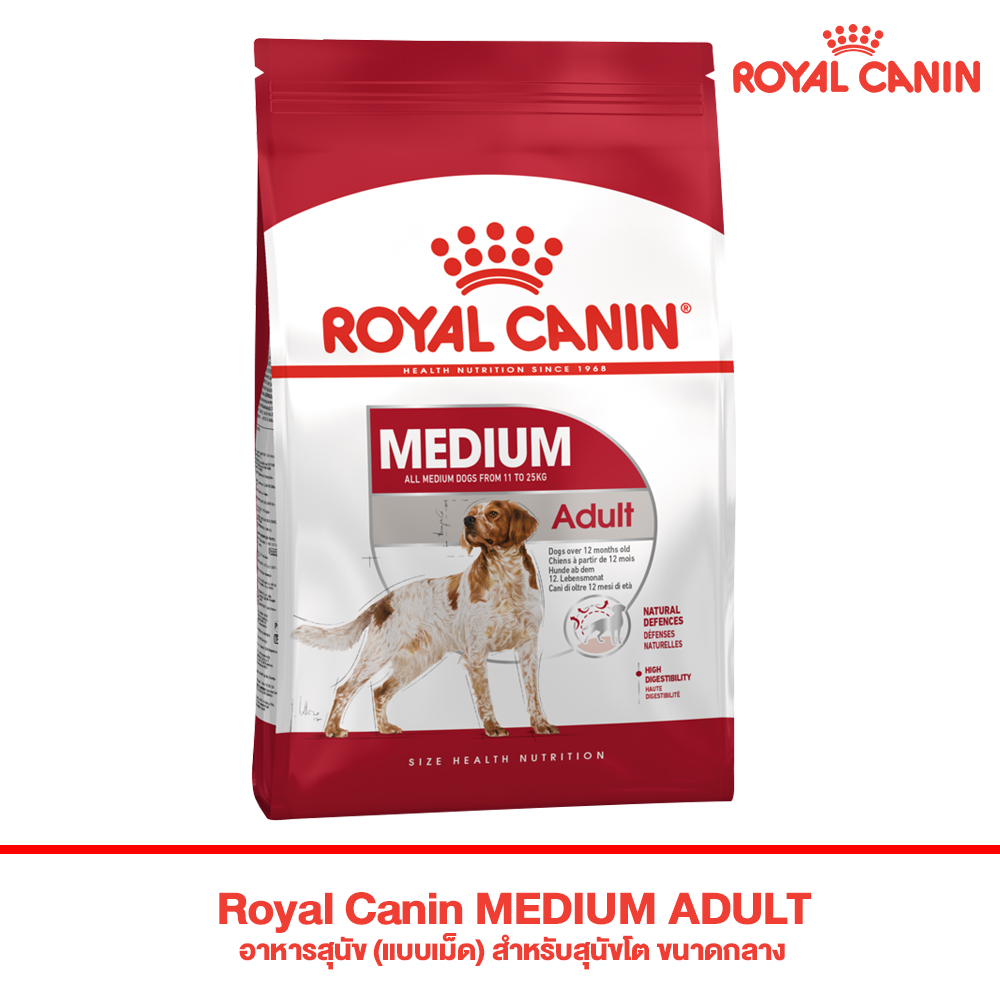 ROYAL CANIN
ROYAL CANIN®
HEALTH NUTRITION SINCE 1968
MEDIUM
ALL MEDIUM DOGS FROM 11 TO 25KG
Adult
Dogs over 12 months old
Chiens à partir de 12 mois
Hunde ab dem
12. Lebensmonat
Cani di oltre 12 mesi di età
NATURAL
DEFENCES
DÉFENSES
NATURELLES
HIGH
DIGESTIBILITY
HAUTE
DIGESTIBILITÉ
SIZE HEALTH NUTRITION
Royal Canin MEDIUM ADULT
อาหารสุนัข (แบบเม็ด) สำหรับสุนัขโต ขนาดกลาง